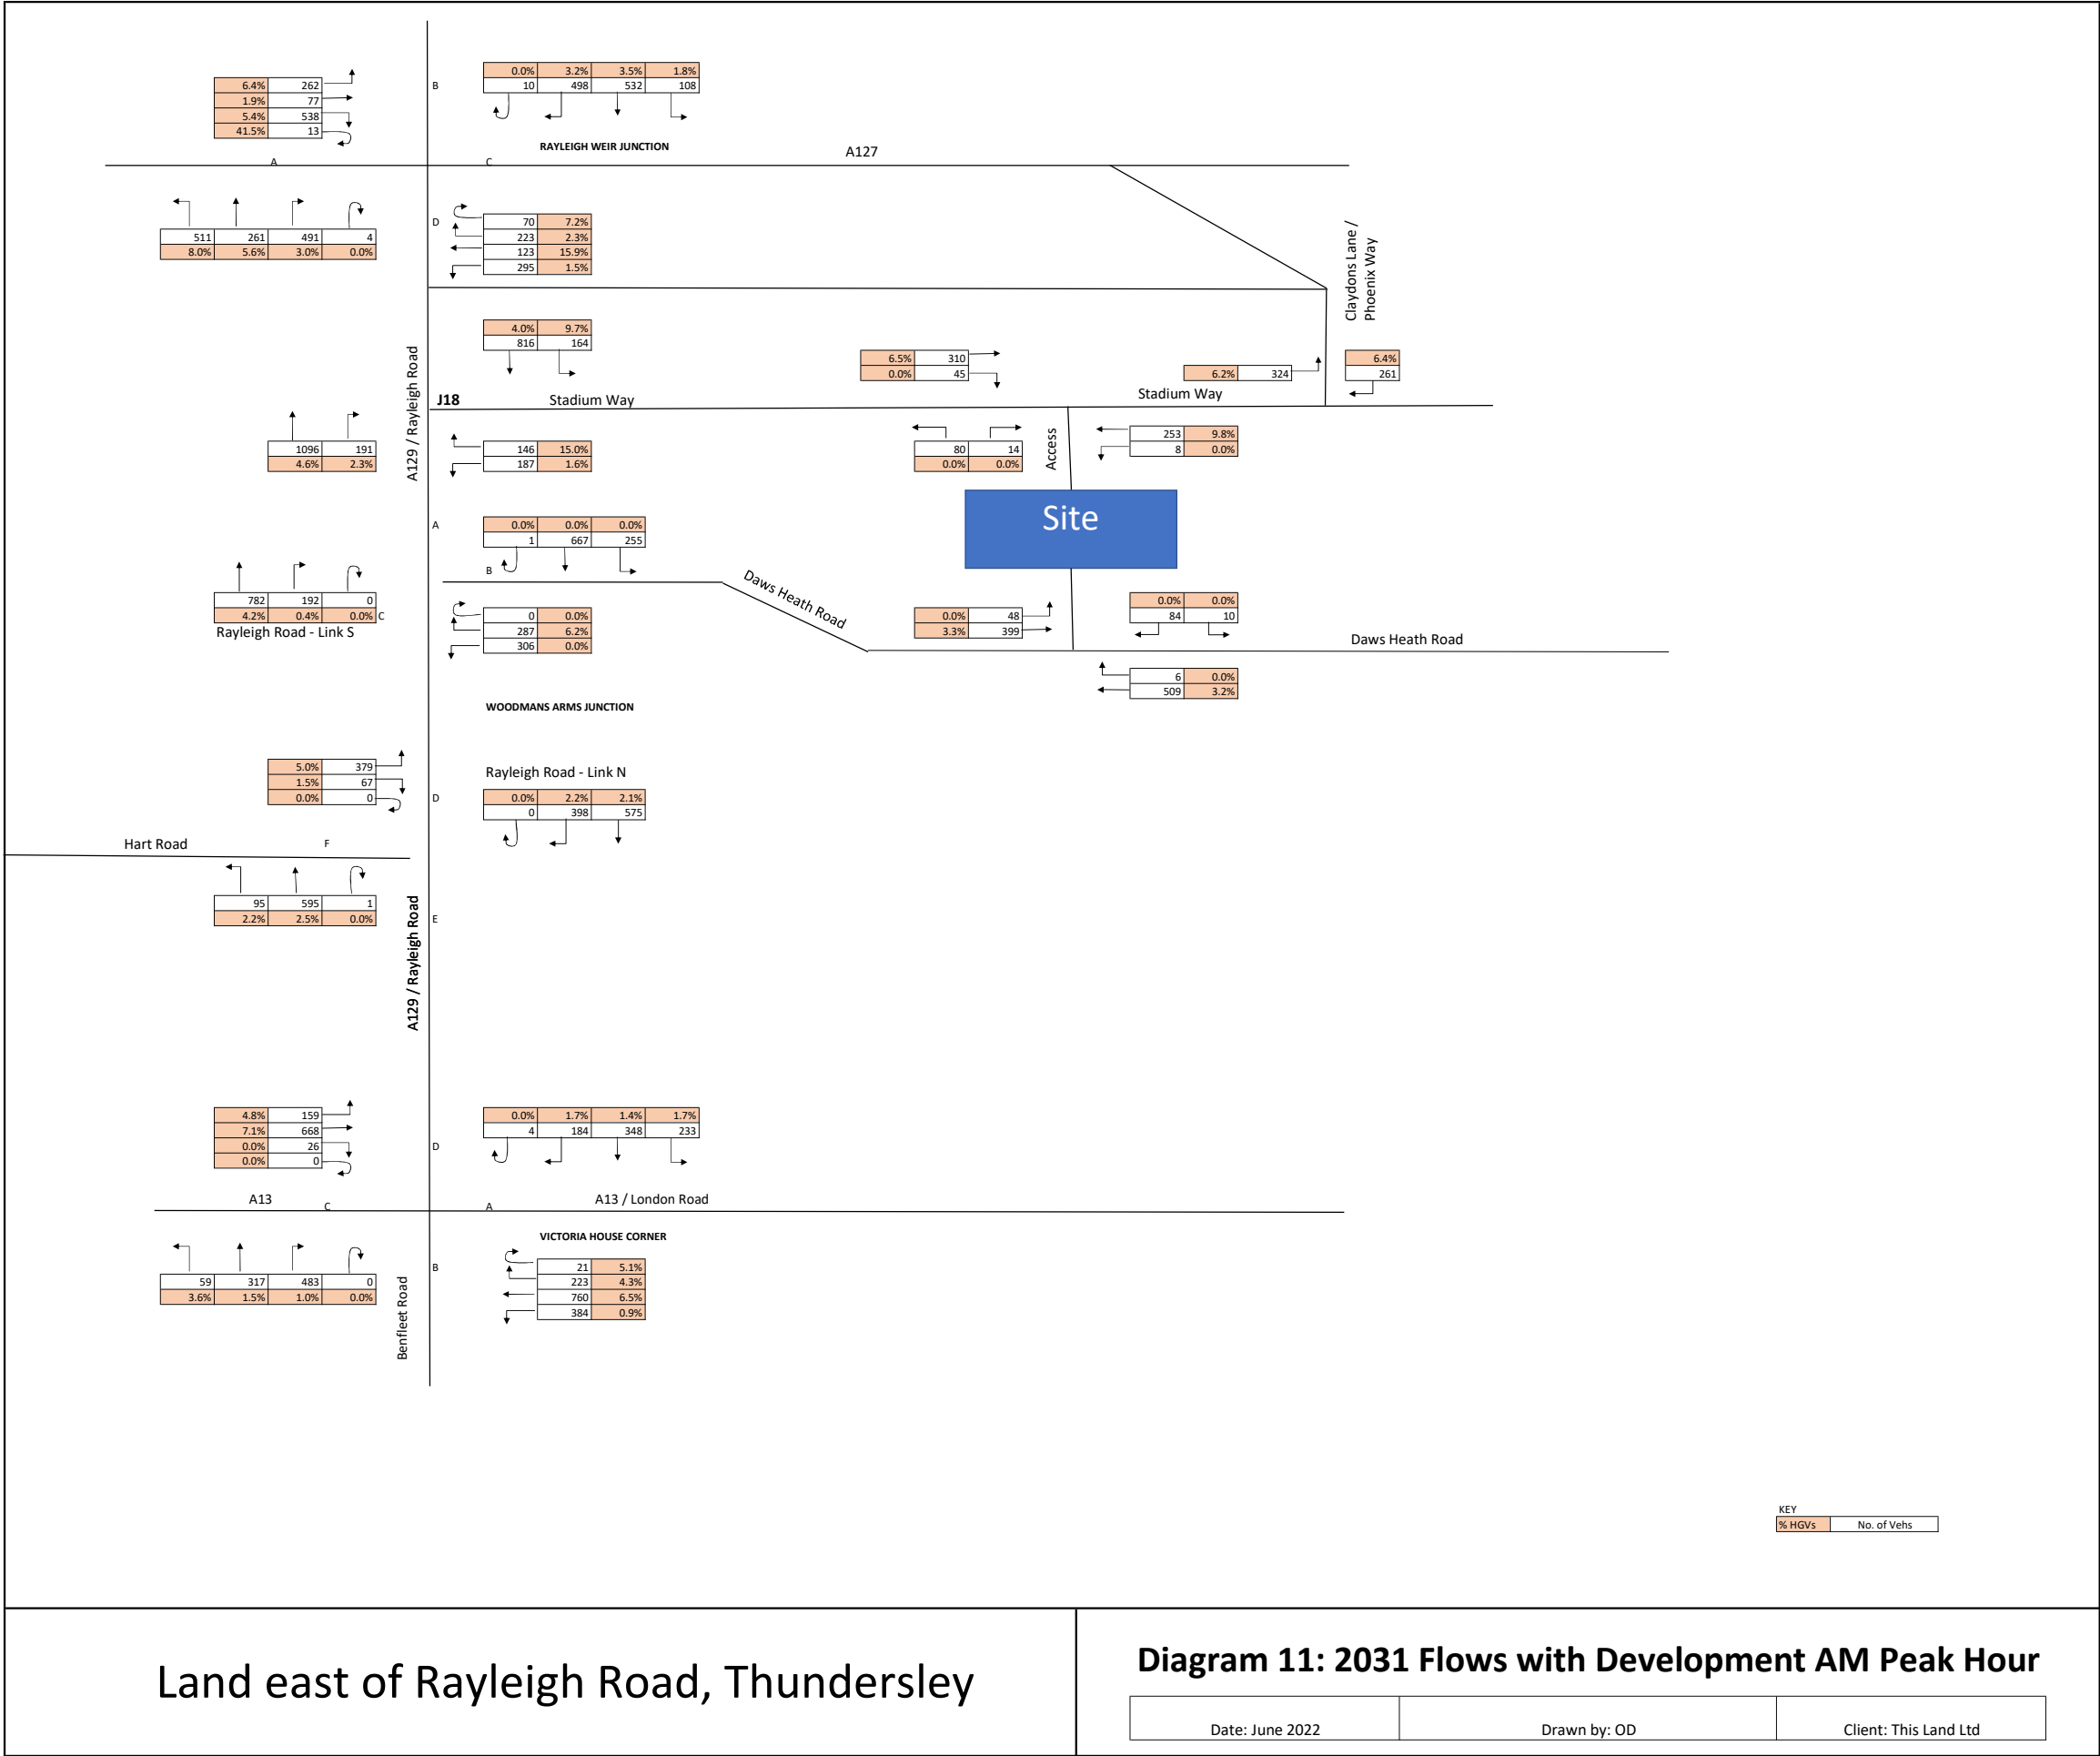 0.0% 3.2% 3.5% 1.8%
B 10 498 532 108
6.4% 262
1.9% 77
5.4% 538
41.5% 13
RAYLEIGH WEIR JUNCTION
A127
A C
511 261 491 4
8.0% 5.6% 3.0% 0.0%
D 70 7.2%
223 2.3%
123 15.9%
295 1.5%
Claydons Lane /
Phoenix Way
4.0% 9.7%
816 164
6.5% 310
0.0% 45
6.2% 324
6.4%
261
A129 / Rayleigh Road
J18 Stadium Way Stadium Way
1096 191
4.6% 2.3%
146 15.0%
187 1.6%
80 14
0.0% 0.0%
Access
253 9.8%
8 0.0%
Site
A 0.0% 0.0% 0.0%
1 667 255
B
782 192 0
4.2% 0.4% 0.0% C
Rayleigh Road - Link S
0 0.0%
287 6.2%
306 0.0%
Daws Heath Road
0.0% 48
3.3% 399
0.0% 0.0%
84 10
Daws Heath Road
6 0.0%
509 3.2%
WOODMANS ARMS JUNCTION
5.0% 379
1.5% 67
0.0% 0
Rayleigh Road - Link N
D 0.0% 2.2% 2.1%
0 398 575
Hart Road F
95 595 1
2.2% 2.5% 0.0%
E
A129 / Rayleigh Road
4.8% 159
7.1% 668
0.0% 26
0.0% 0
0.0% 1.7% 1.4% 1.7%
4 184 348 233
D
A13 C A A13 / London Road
VICTORIA HOUSE CORNER
59 317 483 0
3.6% 1.5% 1.0% 0.0%
Benfleet Road
B 21 5.1%
223 4.3%
760 6.5%
384 0.9%
KEY
% HGVs No. of Vehs
Land east of Rayleigh Road, Thundersley
Diagram 11: 2031 Flows with Development AM Peak Hour
Date: June 2022 Drawn by: OD Client: This Land Ltd